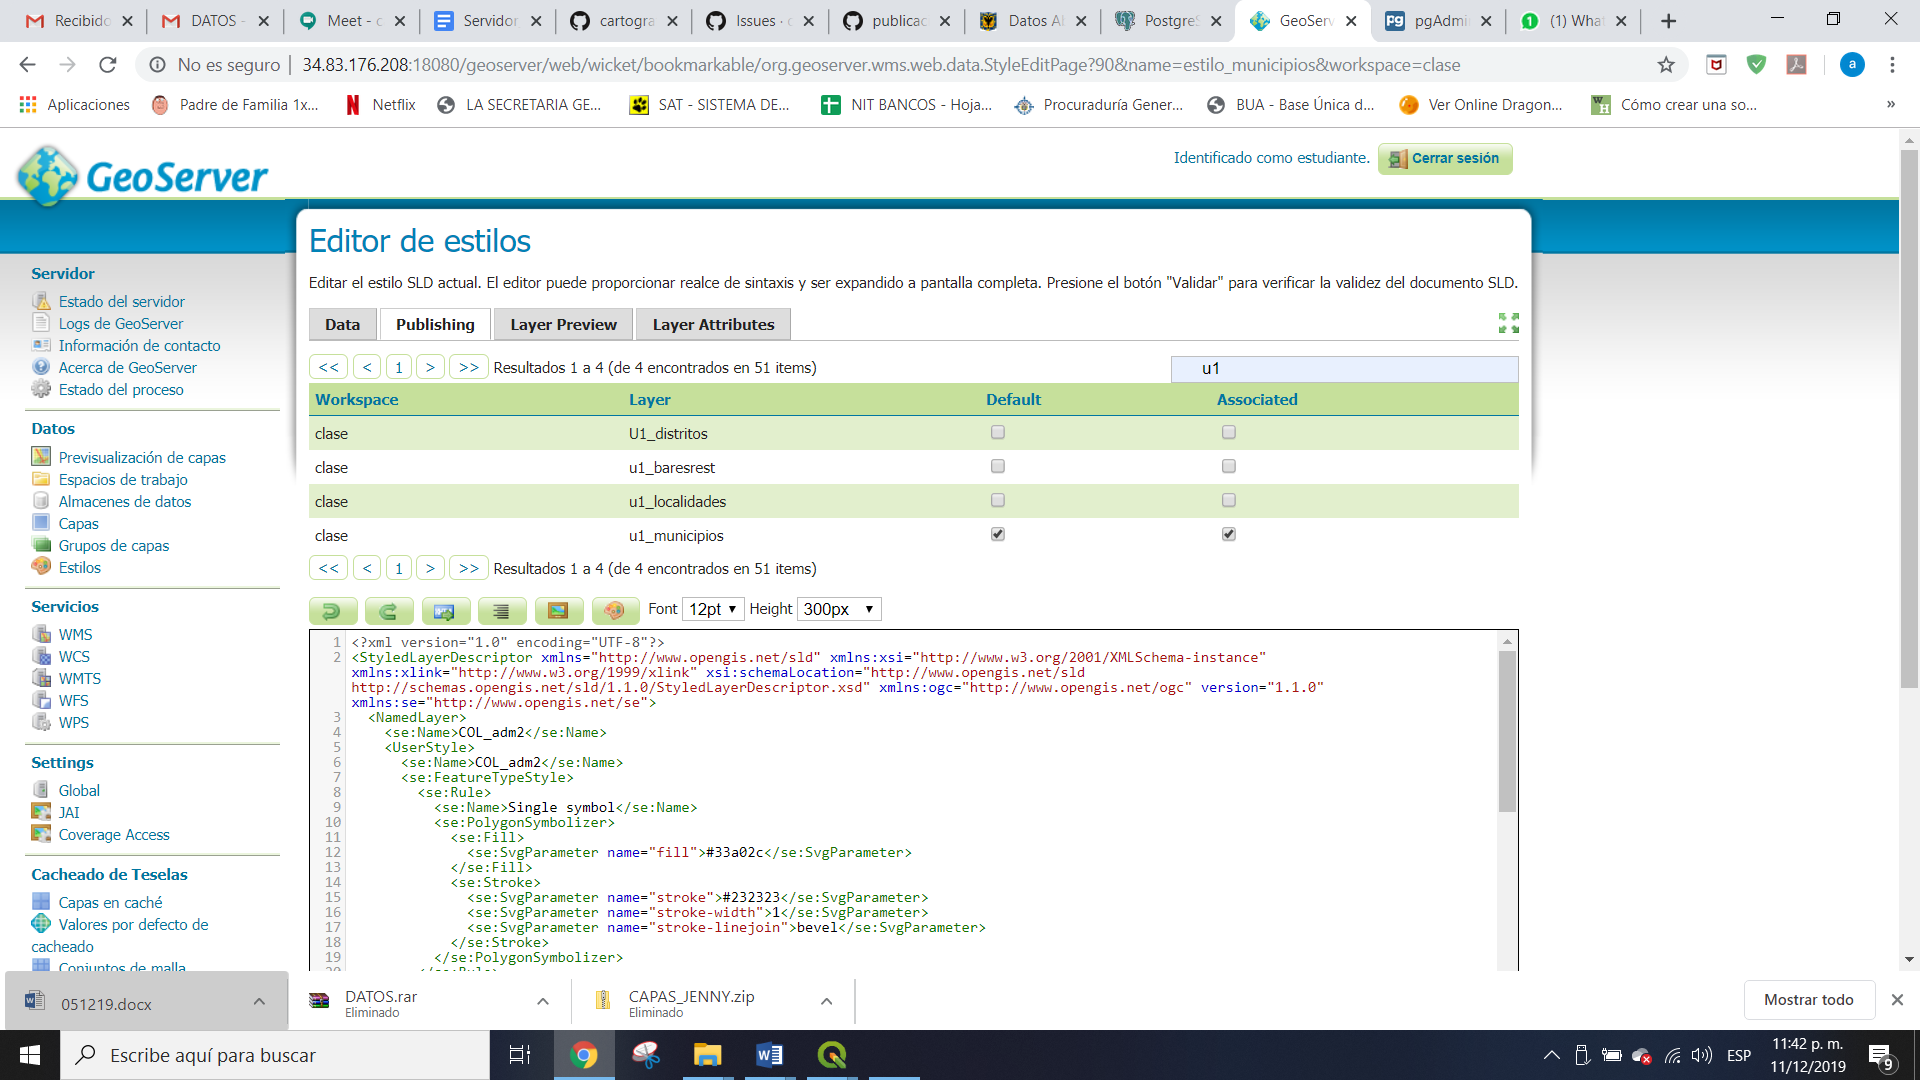 Recibido
DATOS -
Meet - c
Servidor
cartogra
Issues ·
publicac
Datos A
PostgreS
GeoServ
pgAdmi
(1) What
No es seguro
34.83.176.208:18080/geoserver/web/wicket/bookmarkable/org.geoserver.wms.web.data.StyleEditPage?90&name=estilo_municipios&workspace=clase
a
Aplicaciones
Padre de Familia 1x...
Netflix
LA SECRETARIA GE...
SAT - SISTEMA DE...
NIT BANCOS - Hoja...
Procuraduría Gener...
BUA - Base Única d...
Ver Online Dragon...
Cómo crear una so...
»
GeoServer
Identificado como estudiante.
Cerrar sesión
Servidor
Estado del servidor
Logs de GeoServer
Información de contacto
Acerca de GeoServer
Estado del proceso
Datos
Previsualización de capas
Espacios de trabajo
Almacenes de datos
Capas
Grupos de capas
Estilos
Servicios
WMS
WCS
WMTS
WFS
WPS
Settings
Global
JAI
Coverage Access
Cacheado de Teselas
Capas en caché
Valores por defecto de
cacheado
Conjuntos de malla
Editor de estilos
Editar el estilo SLD actual. El editor puede proporcionar realce de sintaxis y ser expandido a pantalla completa. Presione el botón "Validar" para verificar la validez del documento SLD.
Data
Publishing
Layer Preview
Layer Attributes
<< < 1 > >> Resultados 1 a 4 (de 4 encontrados en 51 items)
u1
Workspace Layer Default Associated
clase U1_distritos
clase u1_baresrest
clase u1_localidades
clase u1_municipios
<< < 1 > >> Resultados 1 a 4 (de 4 encontrados en 51 items)
Font 12pt Height 300px
1 <?xml version="1.0" encoding="UTF-8"?>
2 <StyledLayerDescriptor xmlns="http://www.opengis.net/sld" xmlns:xsi="http://www.w3.org/2001/XMLSchema-instance"
xmlns:xlink="http://www.w3.org/1999/xlink" xsi:schemaLocation="http://www.opengis.net/sld
http://schemas.opengis.net/sld/1.1.0/StyledLayerDescriptor.xsd" xmlns:ogc="http://www.opengis.net/ogc" version="1.1.0"
xmlns:se="http://www.opengis.net/se">
3 <NamedLayer>
4 <se:Name>COL_adm2</se:Name>
5 <UserStyle>
6 <se:Name>COL_adm2</se:Name>
7 <se:FeatureTypeStyle>
8 <se:Rule>
9 <se:Name>Single symbol</se:Name>
10 <se:PolygonSymbolizer>
11 <se:Fill>
12 <se:SvgParameter name="fill">#33a02c</se:SvgParameter>
13 </se:Fill>
14 <se:Stroke>
15 <se:SvgParameter name="stroke">#232323</se:SvgParameter>
16 <se:SvgParameter name="stroke-width">1</se:SvgParameter>
17 <se:SvgParameter name="stroke-linejoin">bevel</se:SvgParameter>
18 </se:Stroke>
19 </se:PolygonSymbolizer>
20 </se:Rule>
051219.docx
DATOS.rar
Eliminado
CAPAS_JENNY.zip
Eliminado
Mostrar todo
Escribe aquí para buscar
ESP
11:42 p. m.
11/12/2019
9